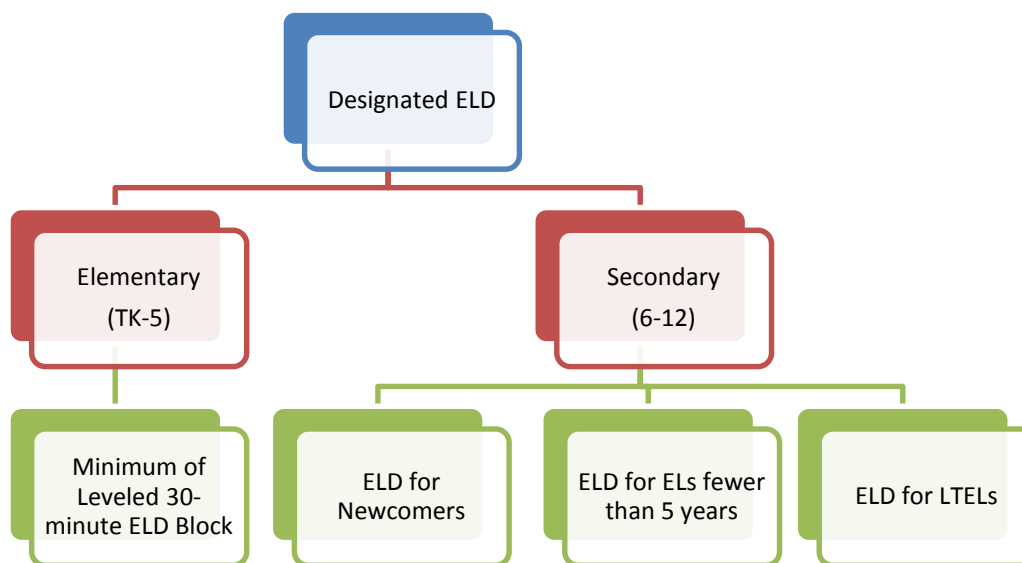 Designated ELD
Elementary
(TK-5)
Secondary
(6-12)
Minimum of
Leveled 30-
minute ELD Block
ELD for
Newcomers
ELD for ELs fewer
than 5 years
ELD for LTELs